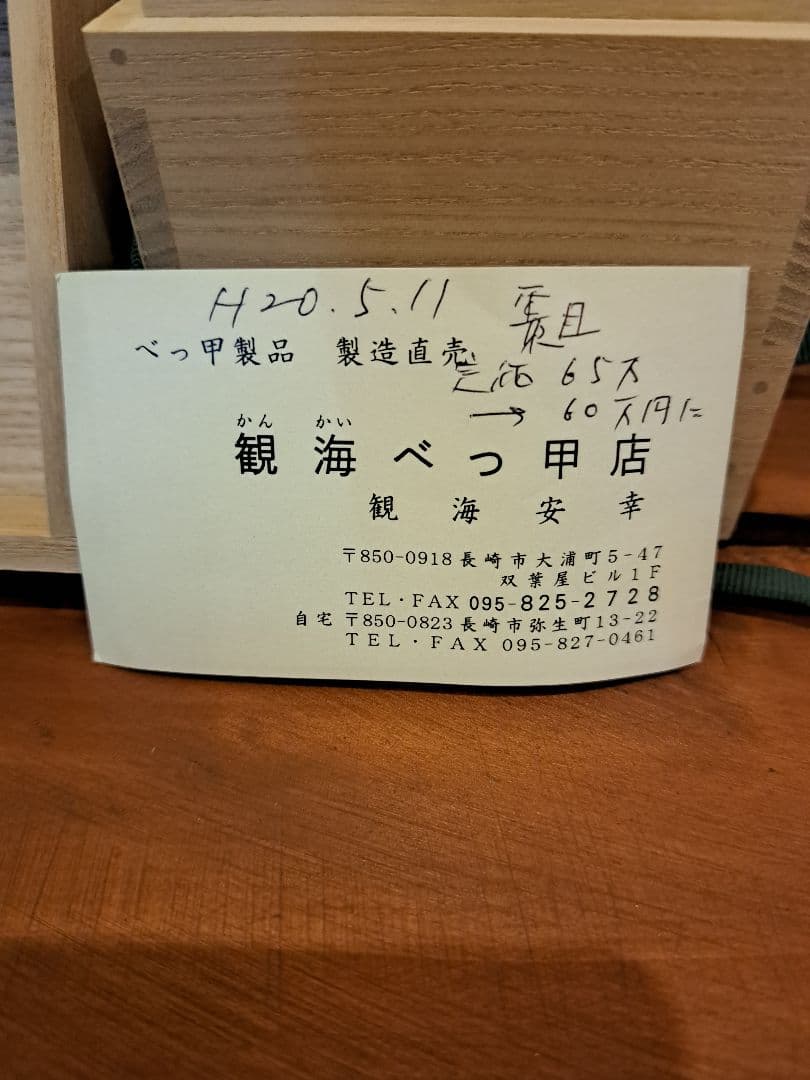 H20.5.11
べっ甲製品 製造直売
定価 65万
→ 60万円に
かん かい
観海べっ甲店
観海安幸
〒850-0918 長崎市大浦町5-47
双葉屋ビル1F
TEL・FAX 095-825-2728
自宅 〒850-0823 長崎市弥生町13-22
TEL・FAX 095-827-0461